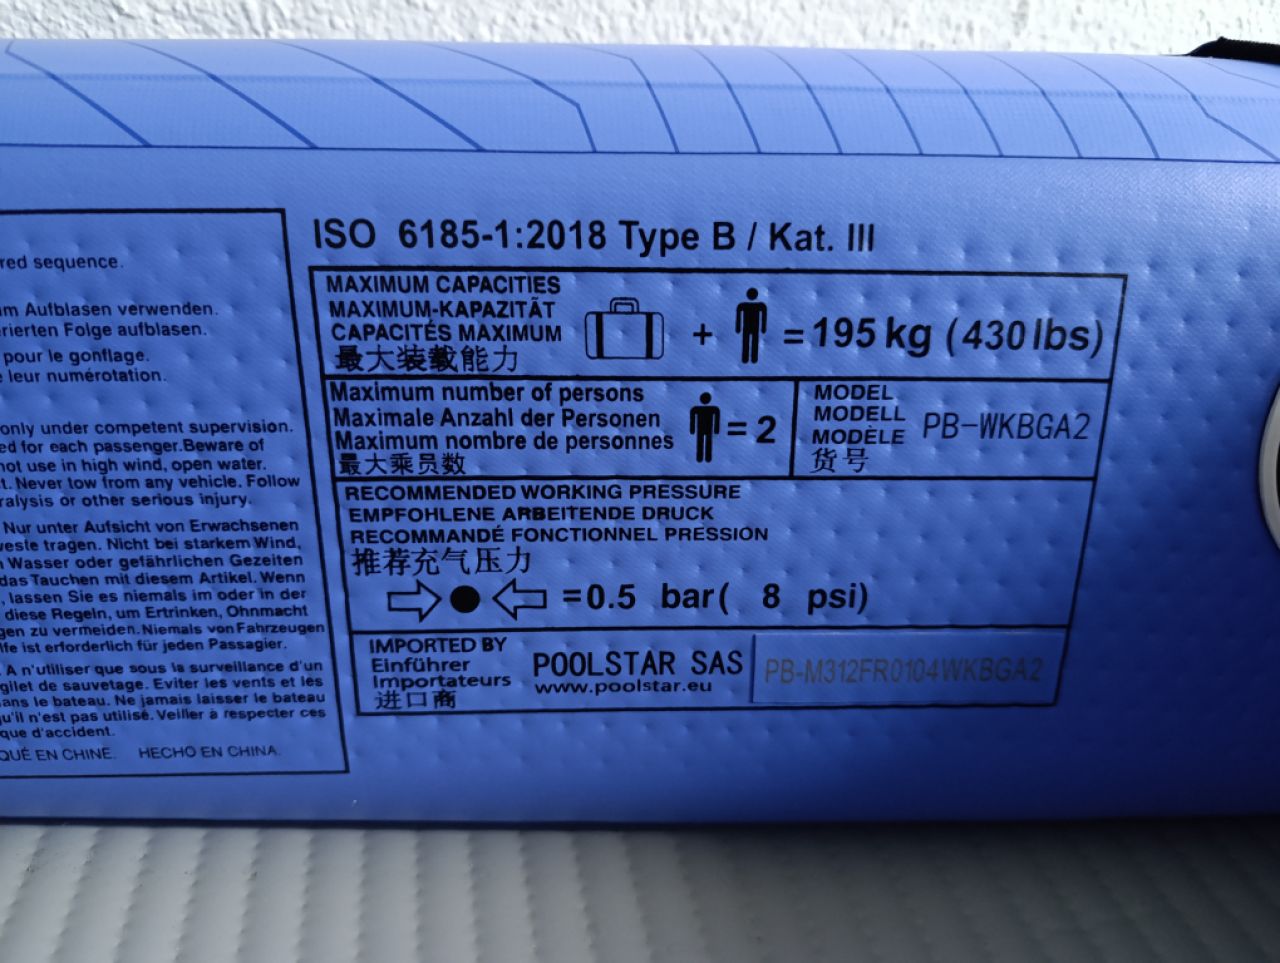 red sequence.
m Aufblasen verwenden.
rierten Folge aufblasen.
pour le gonflage.
e leur numérotation.
only under competent supervision.
ed for each passenger.Beware of
not use in high wind, open water.
t. Never tow from any vehicle. Follow
ralysis or other serious injury.
Nur unter Aufsicht von Erwachsenen
weste tragen. Nicht bei starkem Wind,
n Wasser oder gefährlichen Gezeiten
das Tauchen mit diesem Artikel. Wenn
, lassen Sie es niemals im oder in der
diese Regeln, um Ertrinken, Ohnmacht
gen zu vermeiden. Niemals von Fahrzeugen
lfe ist erforderlich für jeden Passagier.
A n'utiliser que sous la surveillance d'un
gilet de sauvetage. Eviter les vents et les
dans le bateau. Ne jamais laisser le bateau
qu'il n'est pas utilisé. Veiller à respecter ces
que d'accident.
QUÉ EN CHINE. HECHO EN CHINA.
ISO 6185-1:2018 Type B / Kat. III
MAXIMUM CAPACITIES
MAXIMUM-KAPAZITÄT
CAPACITÉS MAXIMUM
最大装载能力
+ = 195 kg (430 lbs)
Maximum number of persons
Maximale Anzahl der Personen
Maximum nombre de personnes
最大乘员数
= 2
MODEL
MODELL
MODÈLE
货号
PB-WKBGA2
RECOMMENDED WORKING PRESSURE
EMPFOHLENE ARBEITENDE DRUCK
RECOMMANDÉ FONCTIONNEL PRESSION
推荐充气压力
=0.5 bar( 8 psi)
IMPORTED BY
Einführer
Importateurs
进口商
POOLSTAR SAS
www.poolstar.eu
PB-M312FR0104WKBGA2